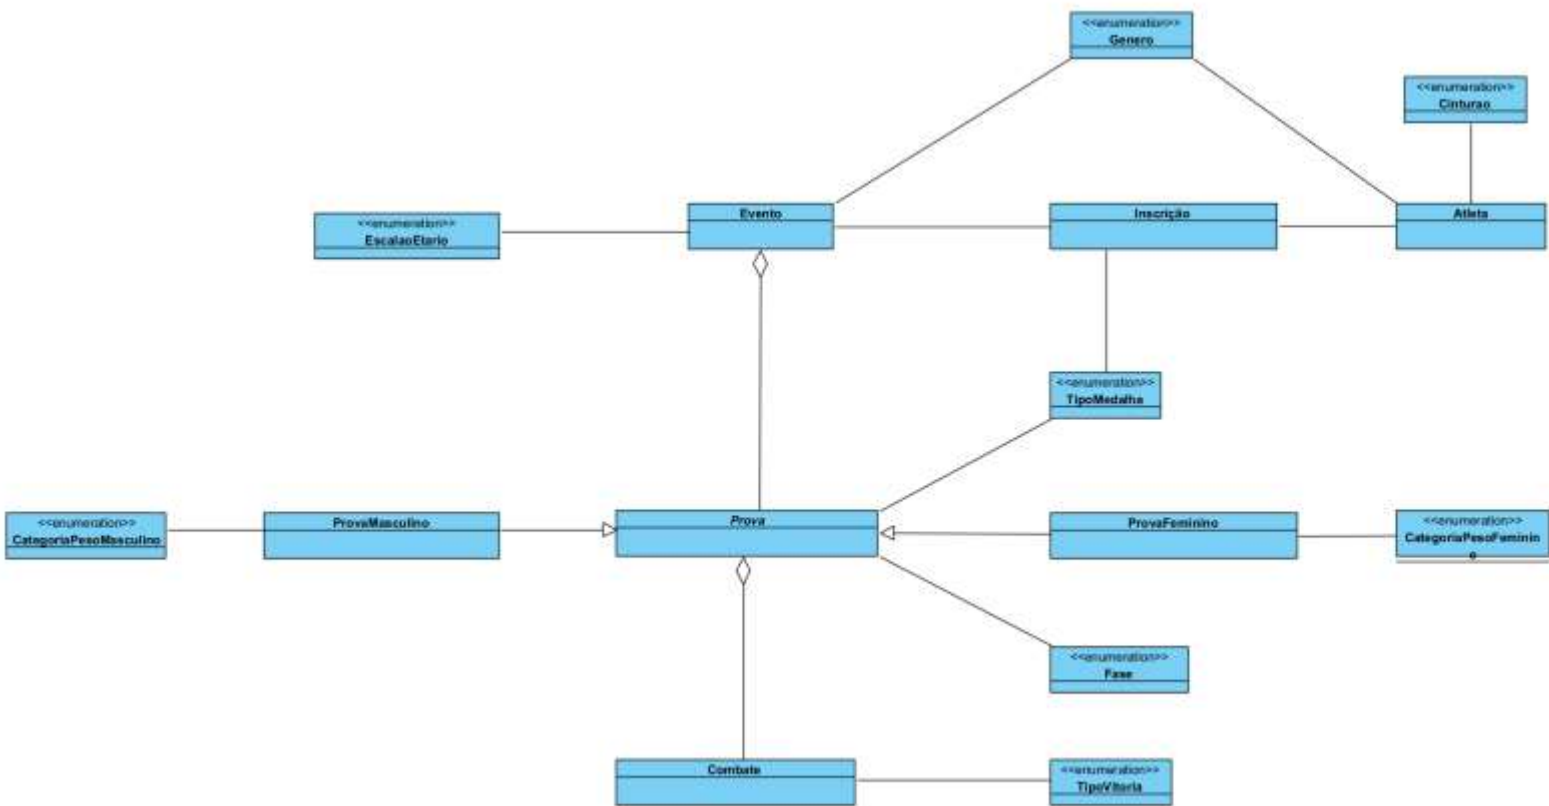 <<enumeration>>
Genero
<<enumeration>>
Cinturao
<<enumeration>>
EscalaoEtario
Evento
Inscrição
Atleta
<<enumeration>>
TipoMedalha
<<enumeration>>
CategoriaPesoMasculino
ProvaMasculino
Prova
ProvaFeminino
<<enumeration>>
CategoriaPesoFeminin
o
<<enumeration>>
Fase
Combate
<<enumeration>>
TipoVitoria